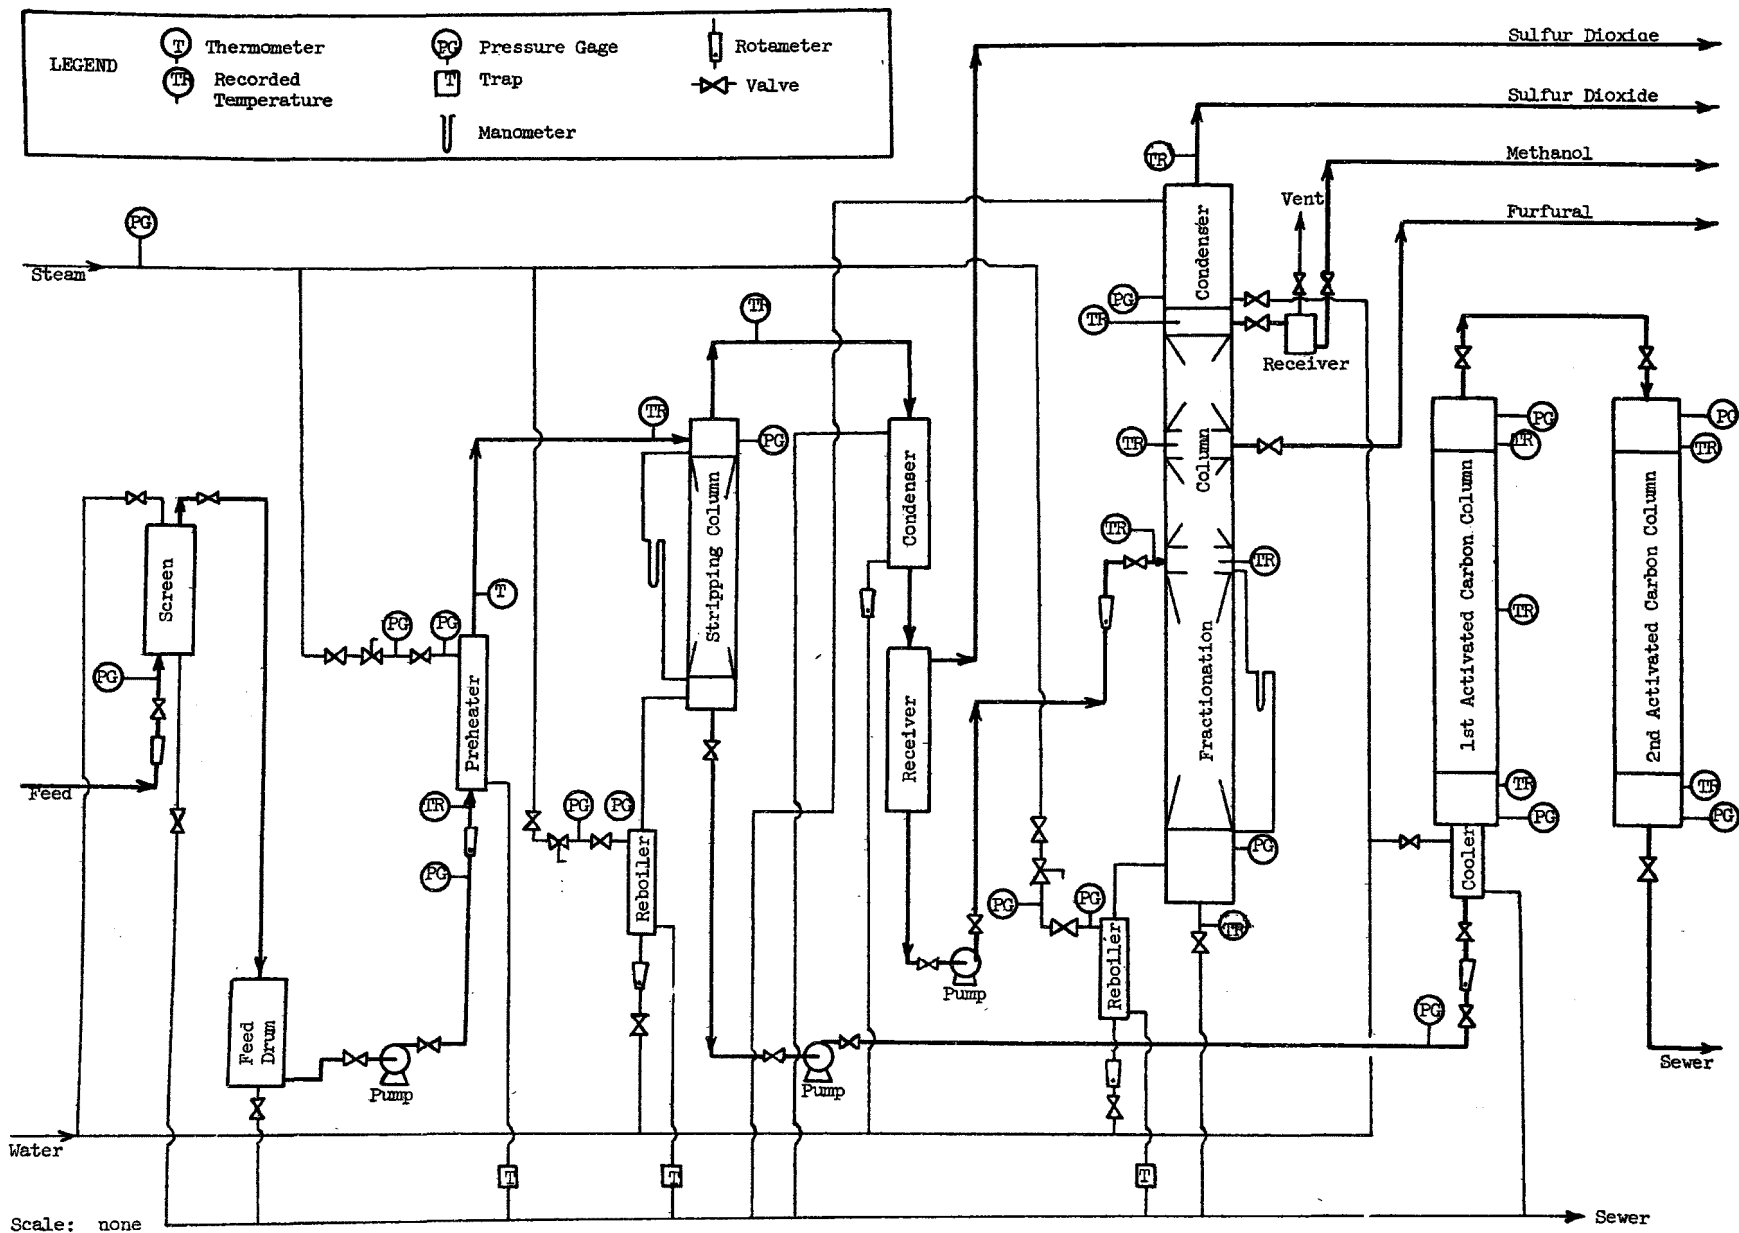 LEGEND
T Thermometer
TR Recorded
Temperature
PG Pressure Gage
T Trap
Manometer
Rotameter
Valve
Sulfur Dioxide
Sulfur Dioxide
Methanol
Furfural
Vent
TR
PG
Steam
Condenser
PG
TR
TR
Receiver
TR
PG
TR
Column
PG
TR
PG
TR
Screen
Stripping Column
Condenser
TR
TR
1st Activated Carbon Column
2nd Activated Carbon Column
T
PG
PG
TR
PG
Preheater
Receiver
Fractionation
Feed
TR
PG
PG
TR
PG
TR
PG
PG
Reboiler
PG
Cooler
PG
PG
TR
Reboiler
Pump
PG
Feed
Drum
Pump
Pump
Sewer
Water
T
T
T
Scale: none
Sewer